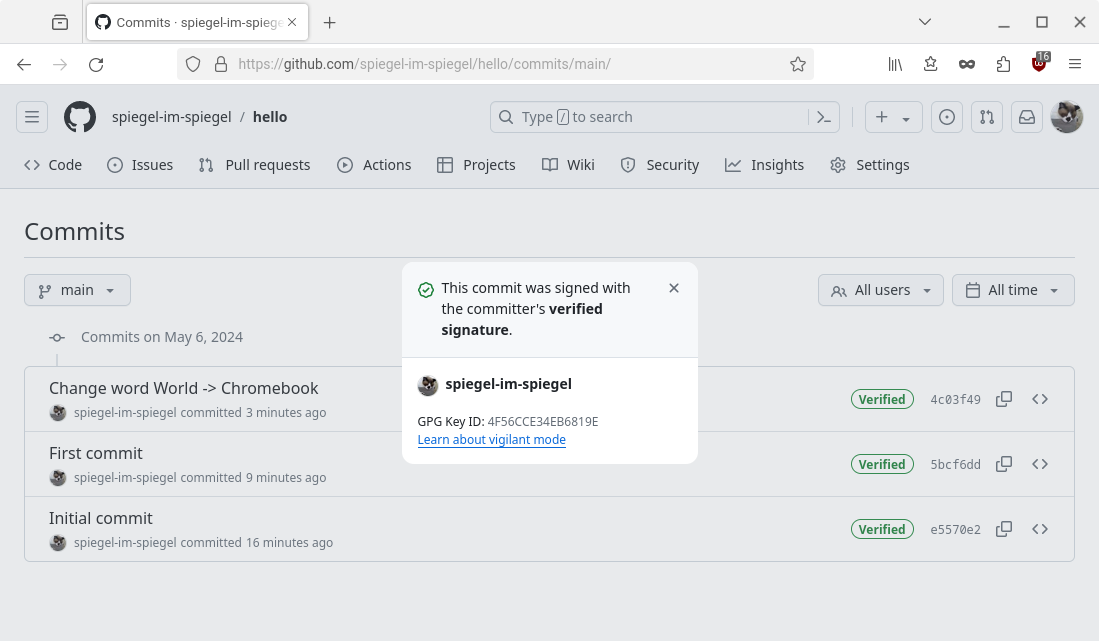 Commits · spiegel-im-spiege
https://github.com/spiegel-im-spiegel/hello/commits/main/
16
spiegel-im-spiegel / hello
Type / to search
Code
Issues
Pull requests
Actions
Projects
Wiki
Security
Insights
Settings
Commits
main
All users
All time
This commit was signed with
the committer's verified
signature.
spiegel-im-spiegel
GPG Key ID: 4F56CCE34EB6819E
Learn about vigilant mode
Commits on May 6, 2024
Change word World -> Chromebook
spiegel-im-spiegel committed 3 minutes ago
Verified
4c03f49
First commit
spiegel-im-spiegel committed 9 minutes ago
Verified
5bcf6dd
Initial commit
spiegel-im-spiegel committed 16 minutes ago
Verified
e5570e2